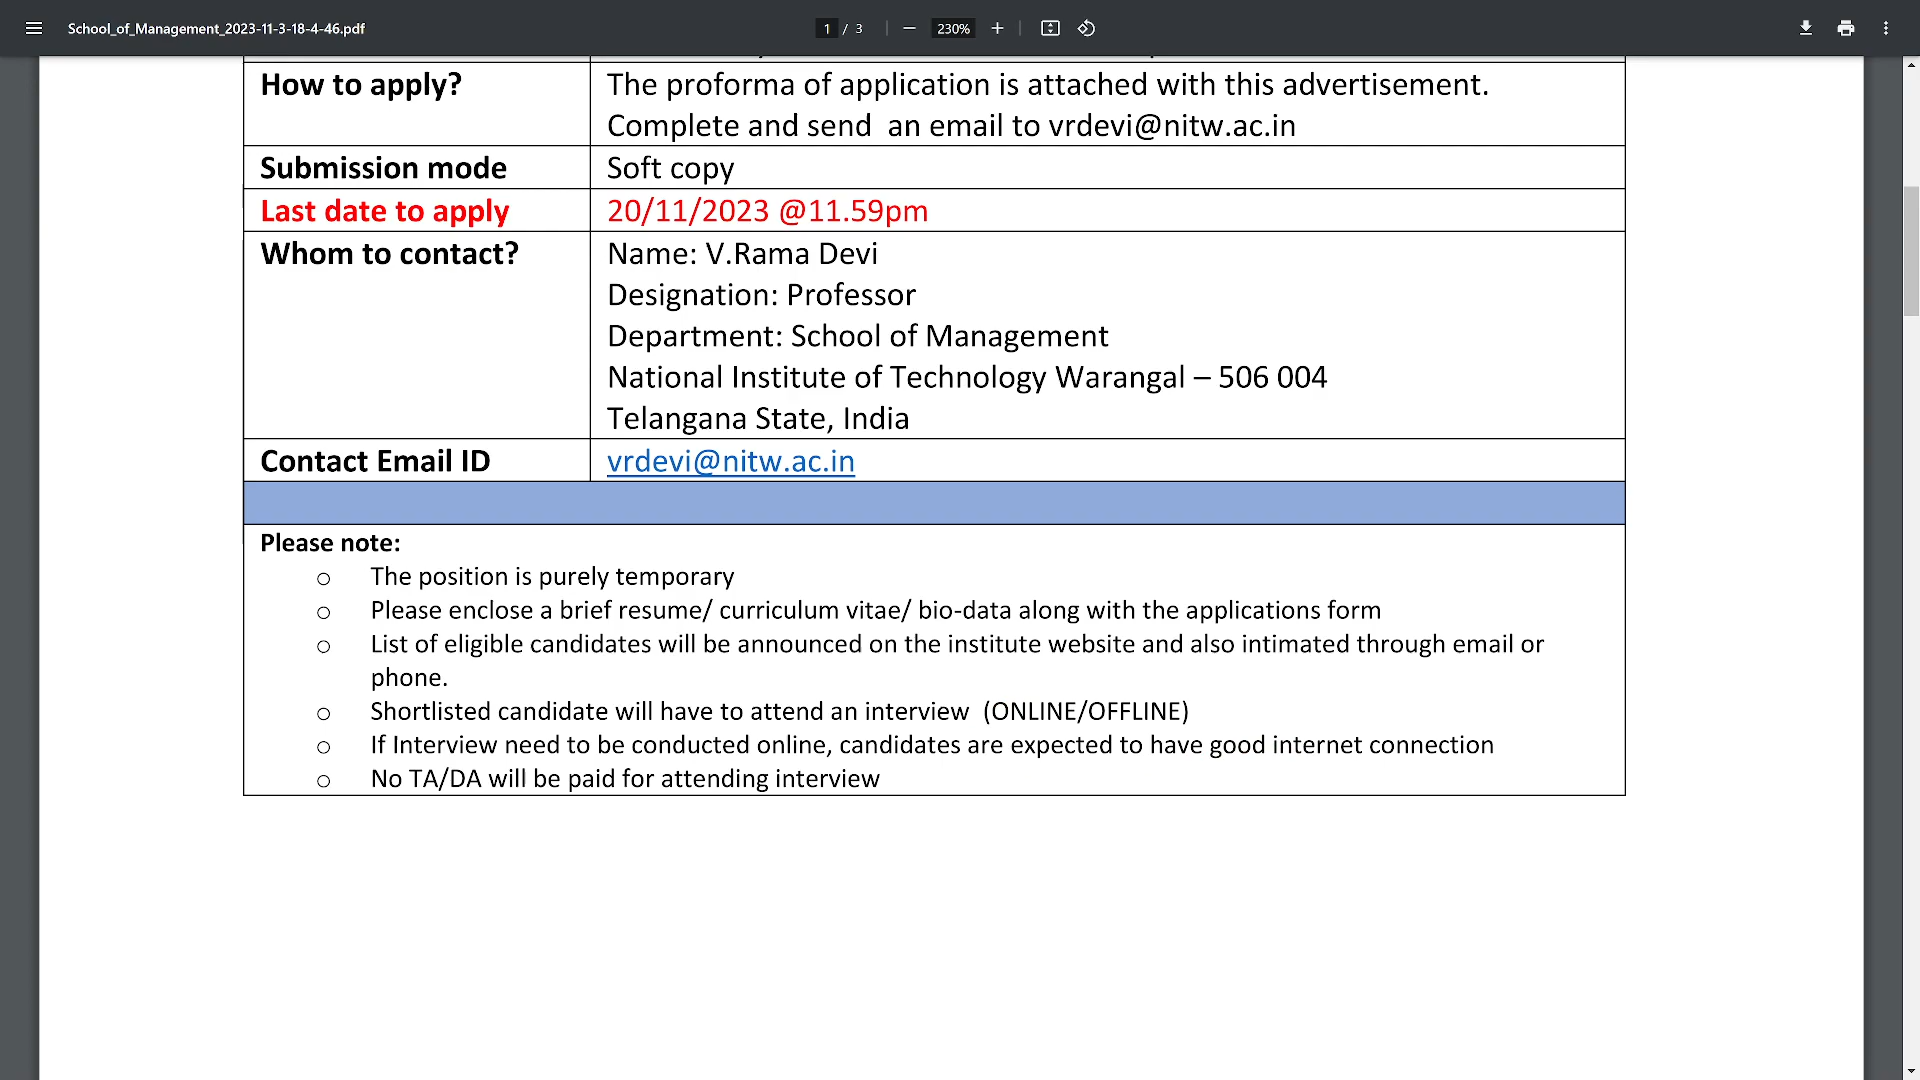 School_of_Management_2023-11-3-18-4-46.pdf
1 / 3
230%
How to apply?
The proforma of application is attached with this advertisement.
Complete and send an email to vrdevi@nitw.ac.in
Submission mode
Soft copy
Last date to apply
20/11/2023 @11.59pm
Whom to contact?
Name: V.Rama Devi
Designation: Professor
Department: School of Management
National Institute of Technology Warangal – 506 004
Telangana State, India
Contact Email ID
vrdevi@nitw.ac.in
Please note:
o The position is purely temporary
o Please enclose a brief resume/ curriculum vitae/ bio-data along with the applications form
o List of eligible candidates will be announced on the institute website and also intimated through email or
phone.
o Shortlisted candidate will have to attend an interview (ONLINE/OFFLINE)
o If Interview need to be conducted online, candidates are expected to have good internet connection
o No TA/DA will be paid for attending interview